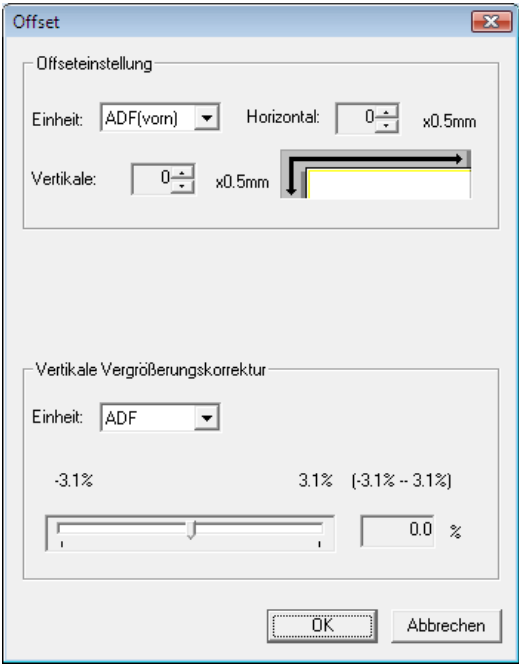 Offset
Offseteinstellung
Einheit: ADF(vorn) Horizontal: 0 x0.5mm
Vertikale: 0 x0.5mm
Vertikale Vergrößerungskorrektur
Einheit: ADF
-3.1% 3.1% (-3.1% -- 3.1%)
0.0 %
OK Abbrechen